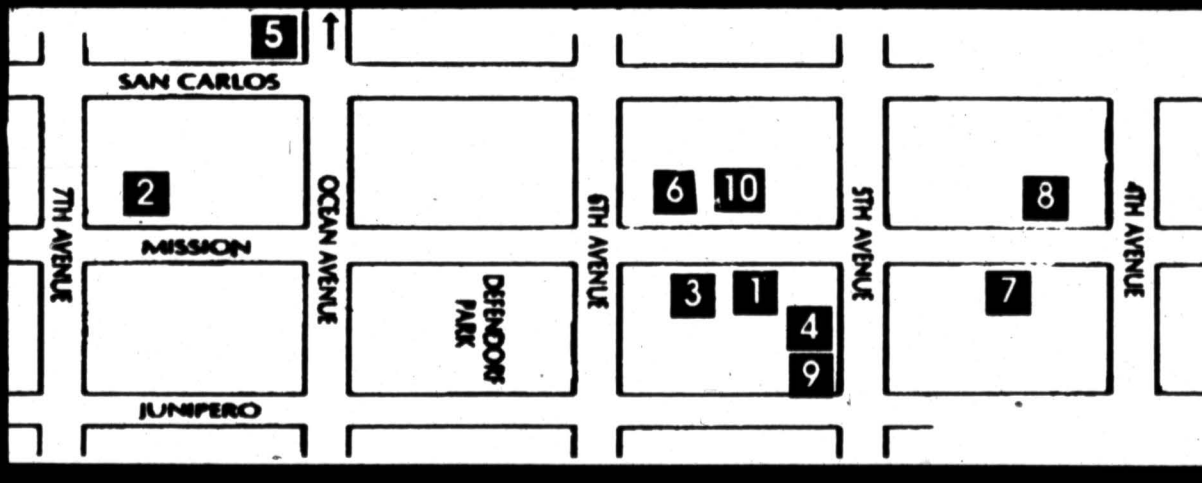 5
SAN CARLOS
2
6
10
8
7TH AVENUE
OCEAN AVENUE
6TH AVENUE
5TH AVENUE
4TH AVENUE
MISSION
DEFENDORF
PARK
3
1
7
4
9
JUNIPERO